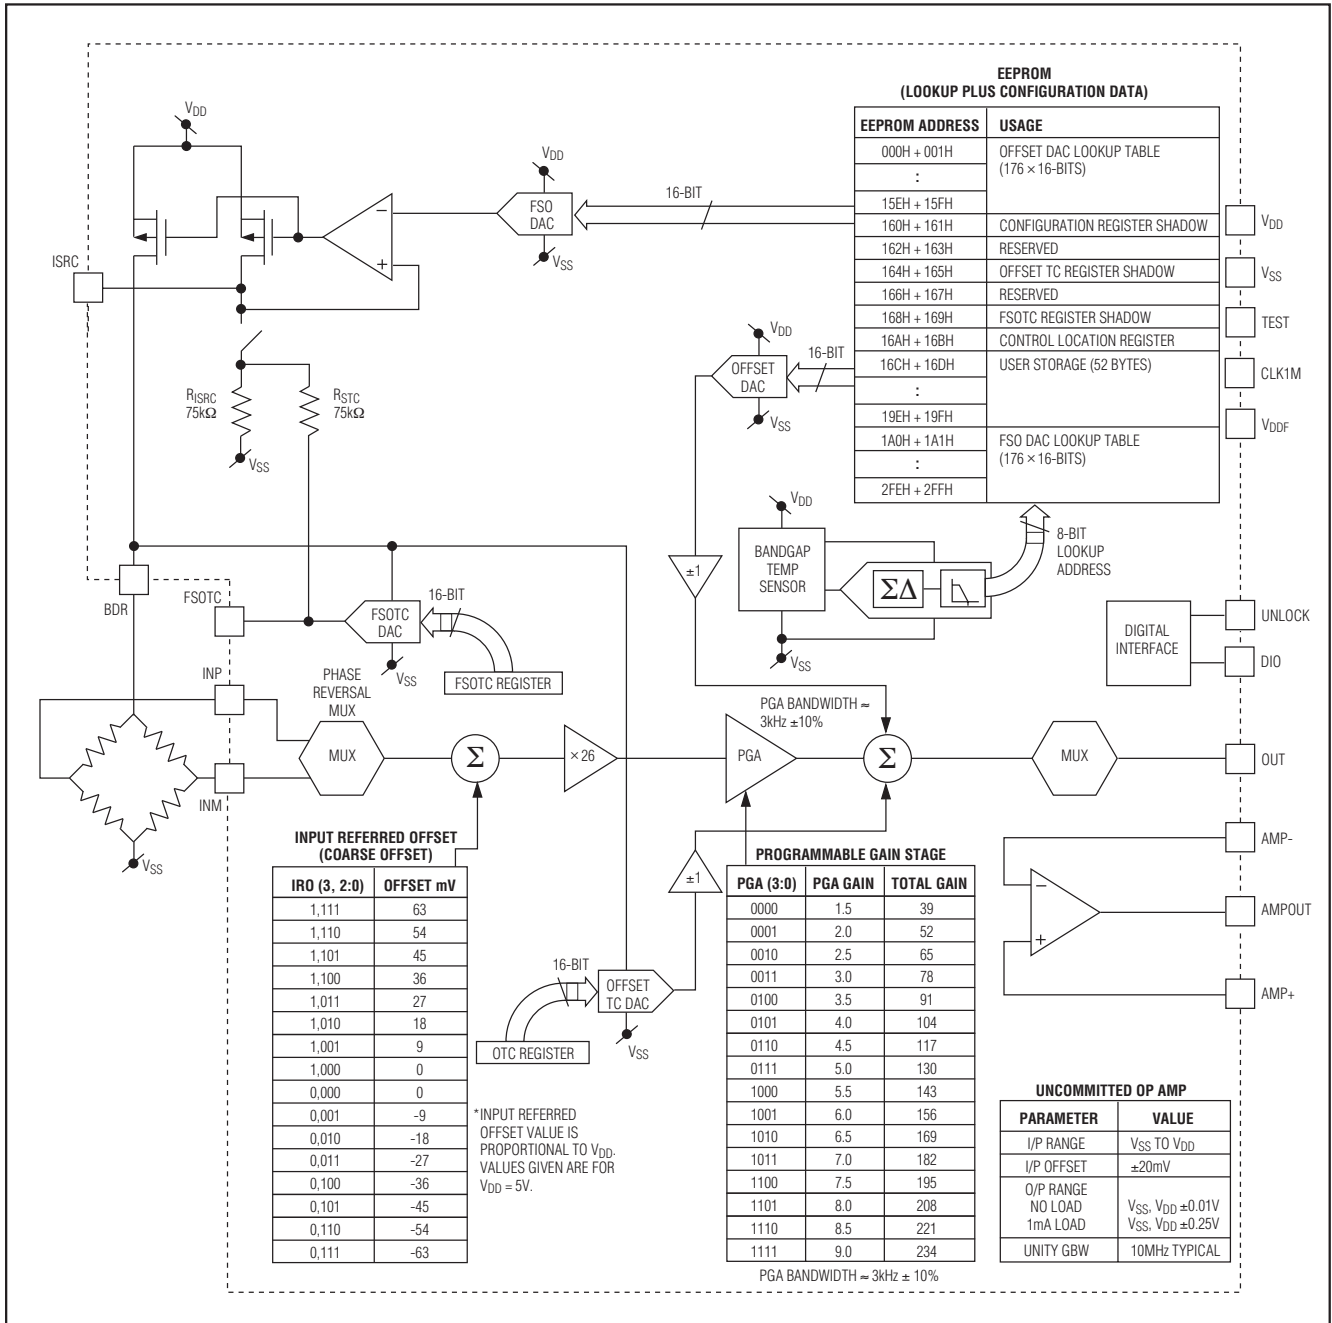 EEPROM
(LOOKUP PLUS CONFIGURATION DATA)
EEPROM ADDRESS USAGE
000H + 001H OFFSET DAC LOOKUP TABLE
(176 × 16-BITS)
:
15EH + 15FH
160H + 161H CONFIGURATION REGISTER SHADOW
162H + 163H RESERVED
164H + 165H OFFSET TC REGISTER SHADOW
166H + 167H RESERVED
168H + 169H FSOTC REGISTER SHADOW
16AH + 16BH CONTROL LOCATION REGISTER
16CH + 16DH USER STORAGE (52 BYTES)
:
19EH + 19FH
1A0H + 1A1H FSO DAC LOOKUP TABLE
(176 × 16-BITS)
:
2FEH + 2FFH
VDD
VDD
FSO
DAC
VSS
16-BIT
−
+
ISRC
RISRC
75kΩ
RSTC
75kΩ
VSS
VDD
OFFSET
DAC
VSS
16-BIT
VDD
VSS
TEST
CLK1M
VDDF
±1
VDD
BANDGAP
TEMP
SENSOR
VSS
ΣΔ
8-BIT
LOOKUP
ADDRESS
BDR
FSOTC
FSOTC
DAC
VSS
16-BIT
FSOTC REGISTER
DIGITAL
INTERFACE
UNLOCK
DIO
INP
INM
VSS
PHASE
REVERSAL
MUX
MUX
Σ
×26
PGA BANDWIDTH ≈
3kHz ±10%
PGA
Σ
MUX
OUT
AMP-
AMPOUT
AMP+
−
+
INPUT REFERRED OFFSET
(COARSE OFFSET)
IRO (3, 2:0) OFFSET mV
1,111 63
1,110 54
1,101 45
1,100 36
1,011 27
1,010 18
1,001 9
1,000 0
0,000 0
0,001 -9
0,010 -18
0,011 -27
0,100 -36
0,101 -45
0,110 -54
0,111 -63
*INPUT REFERRED
OFFSET VALUE IS
PROPORTIONAL TO VDD.
VALUES GIVEN ARE FOR
VDD = 5V.
±1
16-BIT
OFFSET
TC DAC
VSS
OTC REGISTER
PROGRAMMABLE GAIN STAGE
PGA (3:0) PGA GAIN TOTAL GAIN
0000 1.5 39
0001 2.0 52
0010 2.5 65
0011 3.0 78
0100 3.5 91
0101 4.0 104
0110 4.5 117
0111 5.0 130
1000 5.5 143
1001 6.0 156
1010 6.5 169
1011 7.0 182
1100 7.5 195
1101 8.0 208
1110 8.5 221
1111 9.0 234
PGA BANDWIDTH ≈ 3kHz ± 10%
UNCOMMITTED OP AMP
PARAMETER VALUE
I/P RANGE VSS TO VDD
I/P OFFSET ±20mV
O/P RANGE
NO LOAD VSS, VDD ±0.01V
1mA LOAD VSS, VDD ±0.25V
UNITY GBW 10MHz TYPICAL